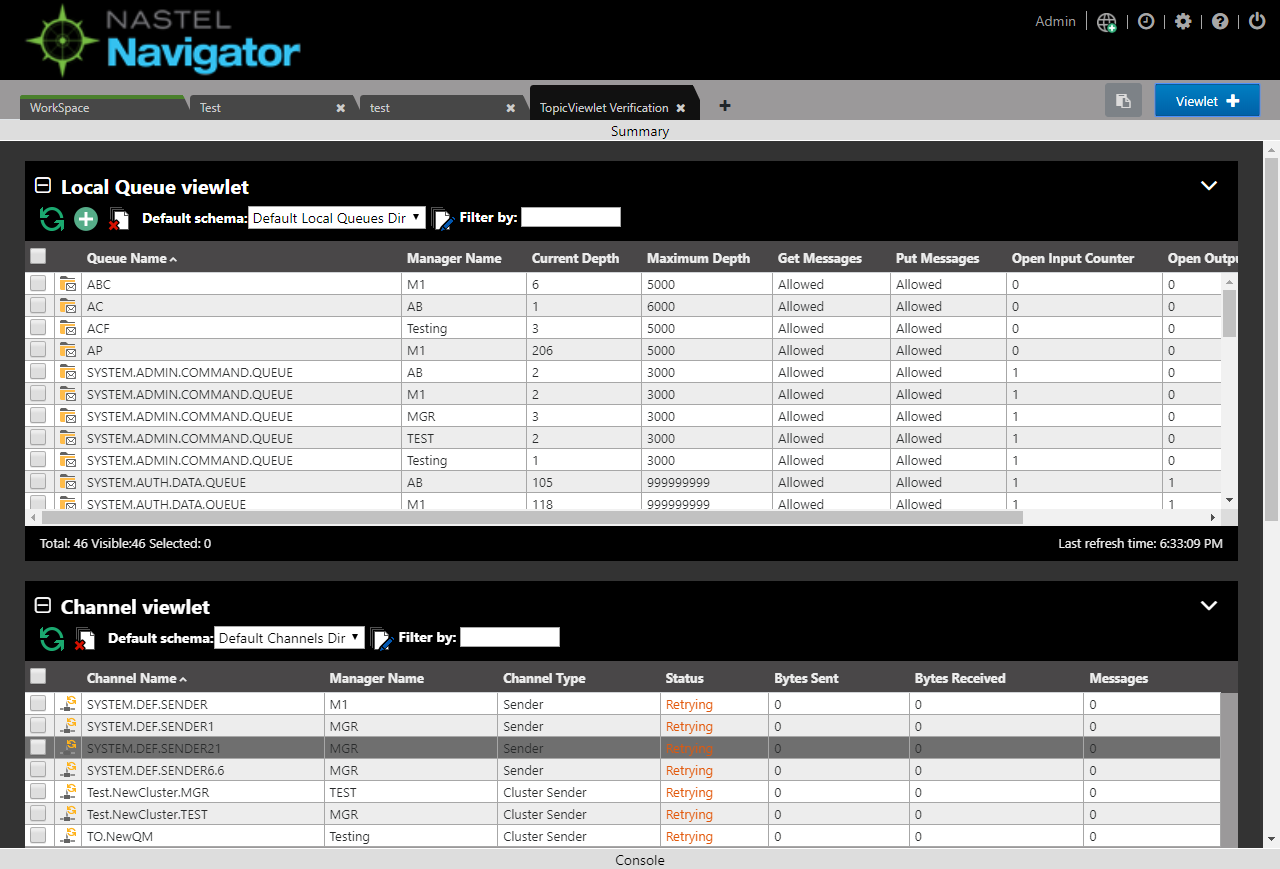 NASTEL
Navigator
Admin
WorkSpace Test test TopicViewlet Verification Viewlet
Summary
Local Queue viewlet
Default schema: Default Local Queues Dir Filter by:
Queue Name Manager Name Current Depth Maximum Depth Get Messages Put Messages Open Input Counter Open Outpu
ABC M1 6 5000 Allowed Allowed 0 0
AC AB 1 6000 Allowed Allowed 0 0
ACF Testing 3 5000 Allowed Allowed 0 0
AP M1 206 5000 Allowed Allowed 0 0
SYSTEM.ADMIN.COMMAND.QUEUE AB 2 3000 Allowed Allowed 1 0
SYSTEM.ADMIN.COMMAND.QUEUE M1 2 3000 Allowed Allowed 1 0
SYSTEM.ADMIN.COMMAND.QUEUE MGR 3 3000 Allowed Allowed 1 0
SYSTEM.ADMIN.COMMAND.QUEUE TEST 2 3000 Allowed Allowed 1 0
SYSTEM.ADMIN.COMMAND.QUEUE Testing 1 3000 Allowed Allowed 1 0
SYSTEM.AUTH.DATA.QUEUE AB 105 999999999 Allowed Allowed 1 1
SYSTEM.AUTH.DATA.QUEUE M1 118 999999999 Allowed Allowed 1 1
Total: 46 Visible:46 Selected: 0 Last refresh time: 6:33:09 PM
Channel viewlet
Default schema: Default Channels Dir Filter by:
Channel Name Manager Name Channel Type Status Bytes Sent Bytes Received Messages
SYSTEM.DEF.SENDER M1 Sender Retrying 0 0 0
SYSTEM.DEF.SENDER1 MGR Sender Retrying 0 0 0
SYSTEM.DEF.SENDER21 MGR Sender Retrying 0 0 0
SYSTEM.DEF.SENDER6.6 MGR Sender Retrying 0 0 0
Test.NewCluster.MGR TEST Cluster Sender Retrying 0 0 0
Test.NewCluster.TEST MGR Cluster Sender Retrying 0 0 0
TO.NewQM Testing Cluster Sender Retrying 0 0 0
Console